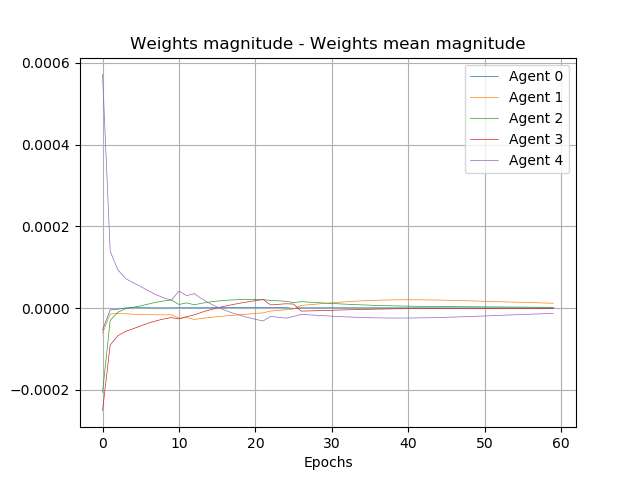 Weights magnitude - Weights mean magnitude
0.0006
0.0004
0.0002
0.0000
−0.0002
0 10 20 30 40 50 60
Epochs
Agent 0
Agent 1
Agent 2
Agent 3
Agent 4